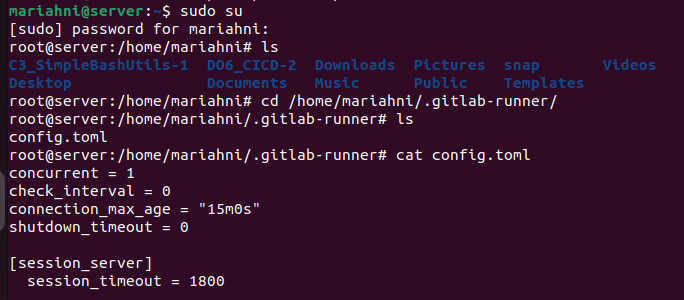 mariahni@server:~$ sudo su
[sudo] password for mariahni:
root@server:/home/mariahni# ls
C3_SimpleBashUtils-1  DO6_CICD-2  Downloads  Pictures  snap       Videos
Desktop               Documents   Music      Public    Templates
root@server:/home/mariahni# cd /home/mariahni/.gitlab-runner/
root@server:/home/mariahni/.gitlab-runner# ls
config.toml
root@server:/home/mariahni/.gitlab-runner# cat config.toml
concurrent = 1
check_interval = 0
connection_max_age = "15m0s"
shutdown_timeout = 0
[session_server]
  session_timeout = 1800